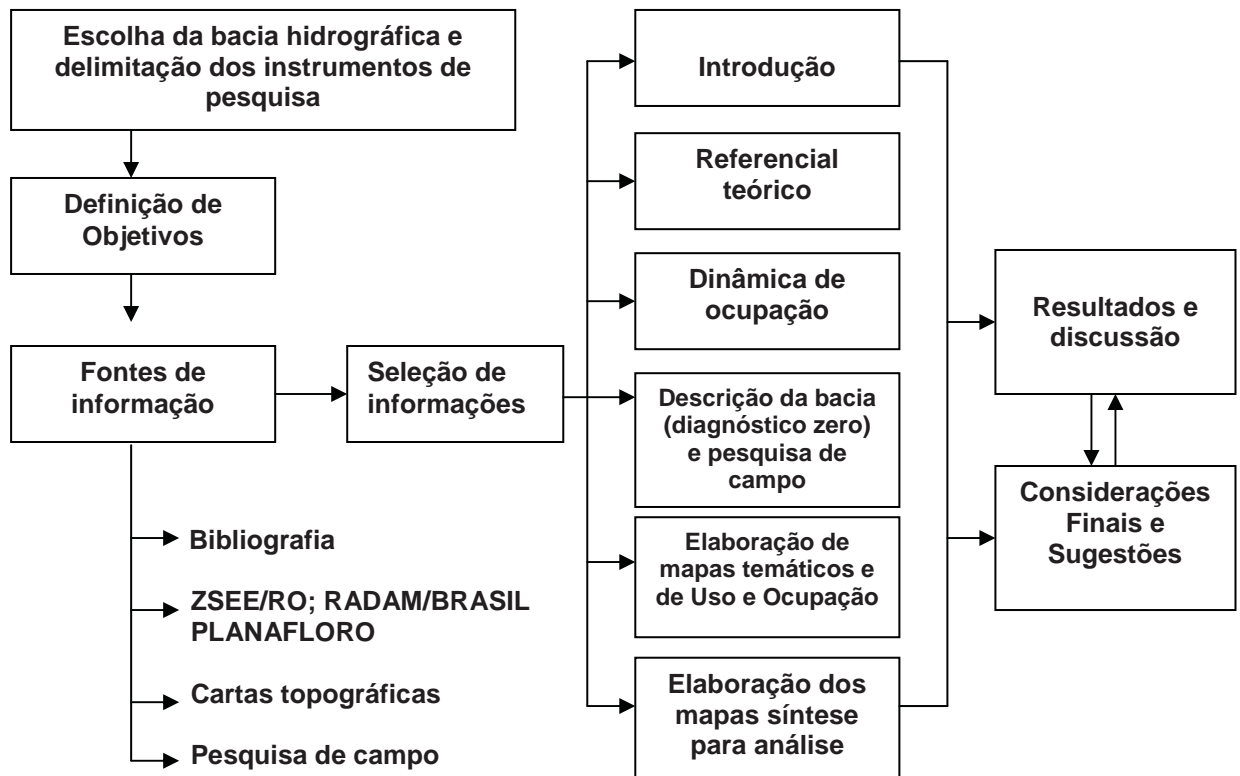 Escolha da bacia hidrográfica e
delimitação dos instrumentos de
pesquisa
Definição de
Objetivos
Fontes de
informação
Bibliografia
ZSEE/RO; RADAM/BRASIL
PLANAFLORO
Cartas topográficas
Pesquisa de campo
Seleção de
informações
Introdução
Referencial
teórico
Dinâmica de
ocupação
Descrição da bacia
(diagnóstico zero)
e pesquisa de
campo
Elaboração de
mapas temáticos e
de Uso e Ocupação
Elaboração dos
mapas síntese
para análise
Resultados e
discussão
Considerações
Finais e
Sugestões